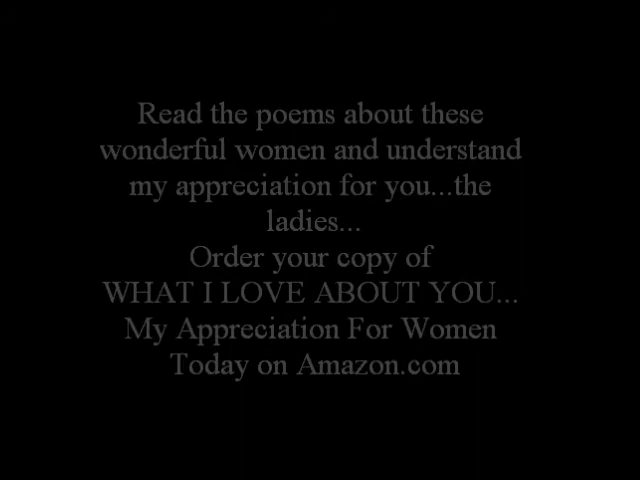 Read the poems about these
wonderful women and understand
my appreciation for you...the
ladies...
Order your copy of
WHAT I LOVE ABOUT YOU...
My Appreciation For Women
Today on Amazon.com